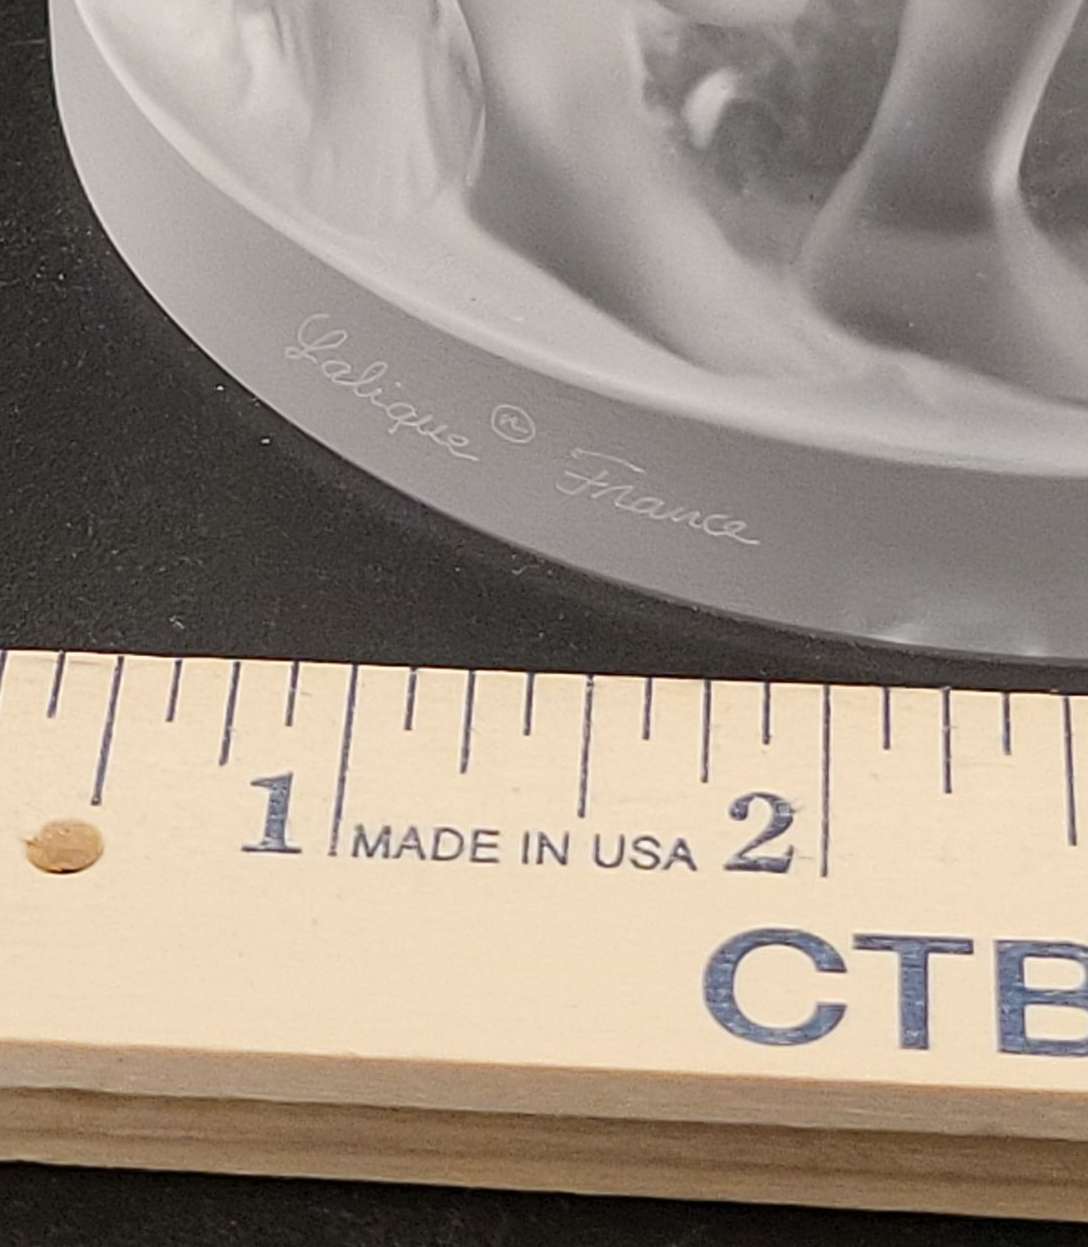 Lalique ® France
1 MADE IN USA 2
CTB